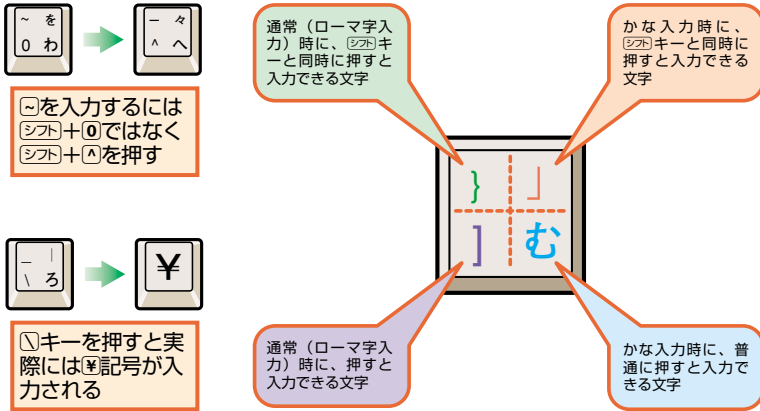 ~ を
0 わ
ー 々
^ へ
~を入力するには
シフト+0ではなく
シフト+^を押す
_ |
\ ろ
¥
\キーを押すと実
際には¥記号が入
力される
通常（ローマ字入
力）時に、シフトキ
ーと同時に押すと
入力できる文字
かな入力時に、
シフトキーと同時に
押すと入力できる
文字
} 」
] む
通常（ローマ字入
力）時に、押すと
入力できる文字
かな入力時に、普
通に押すと入力で
きる文字